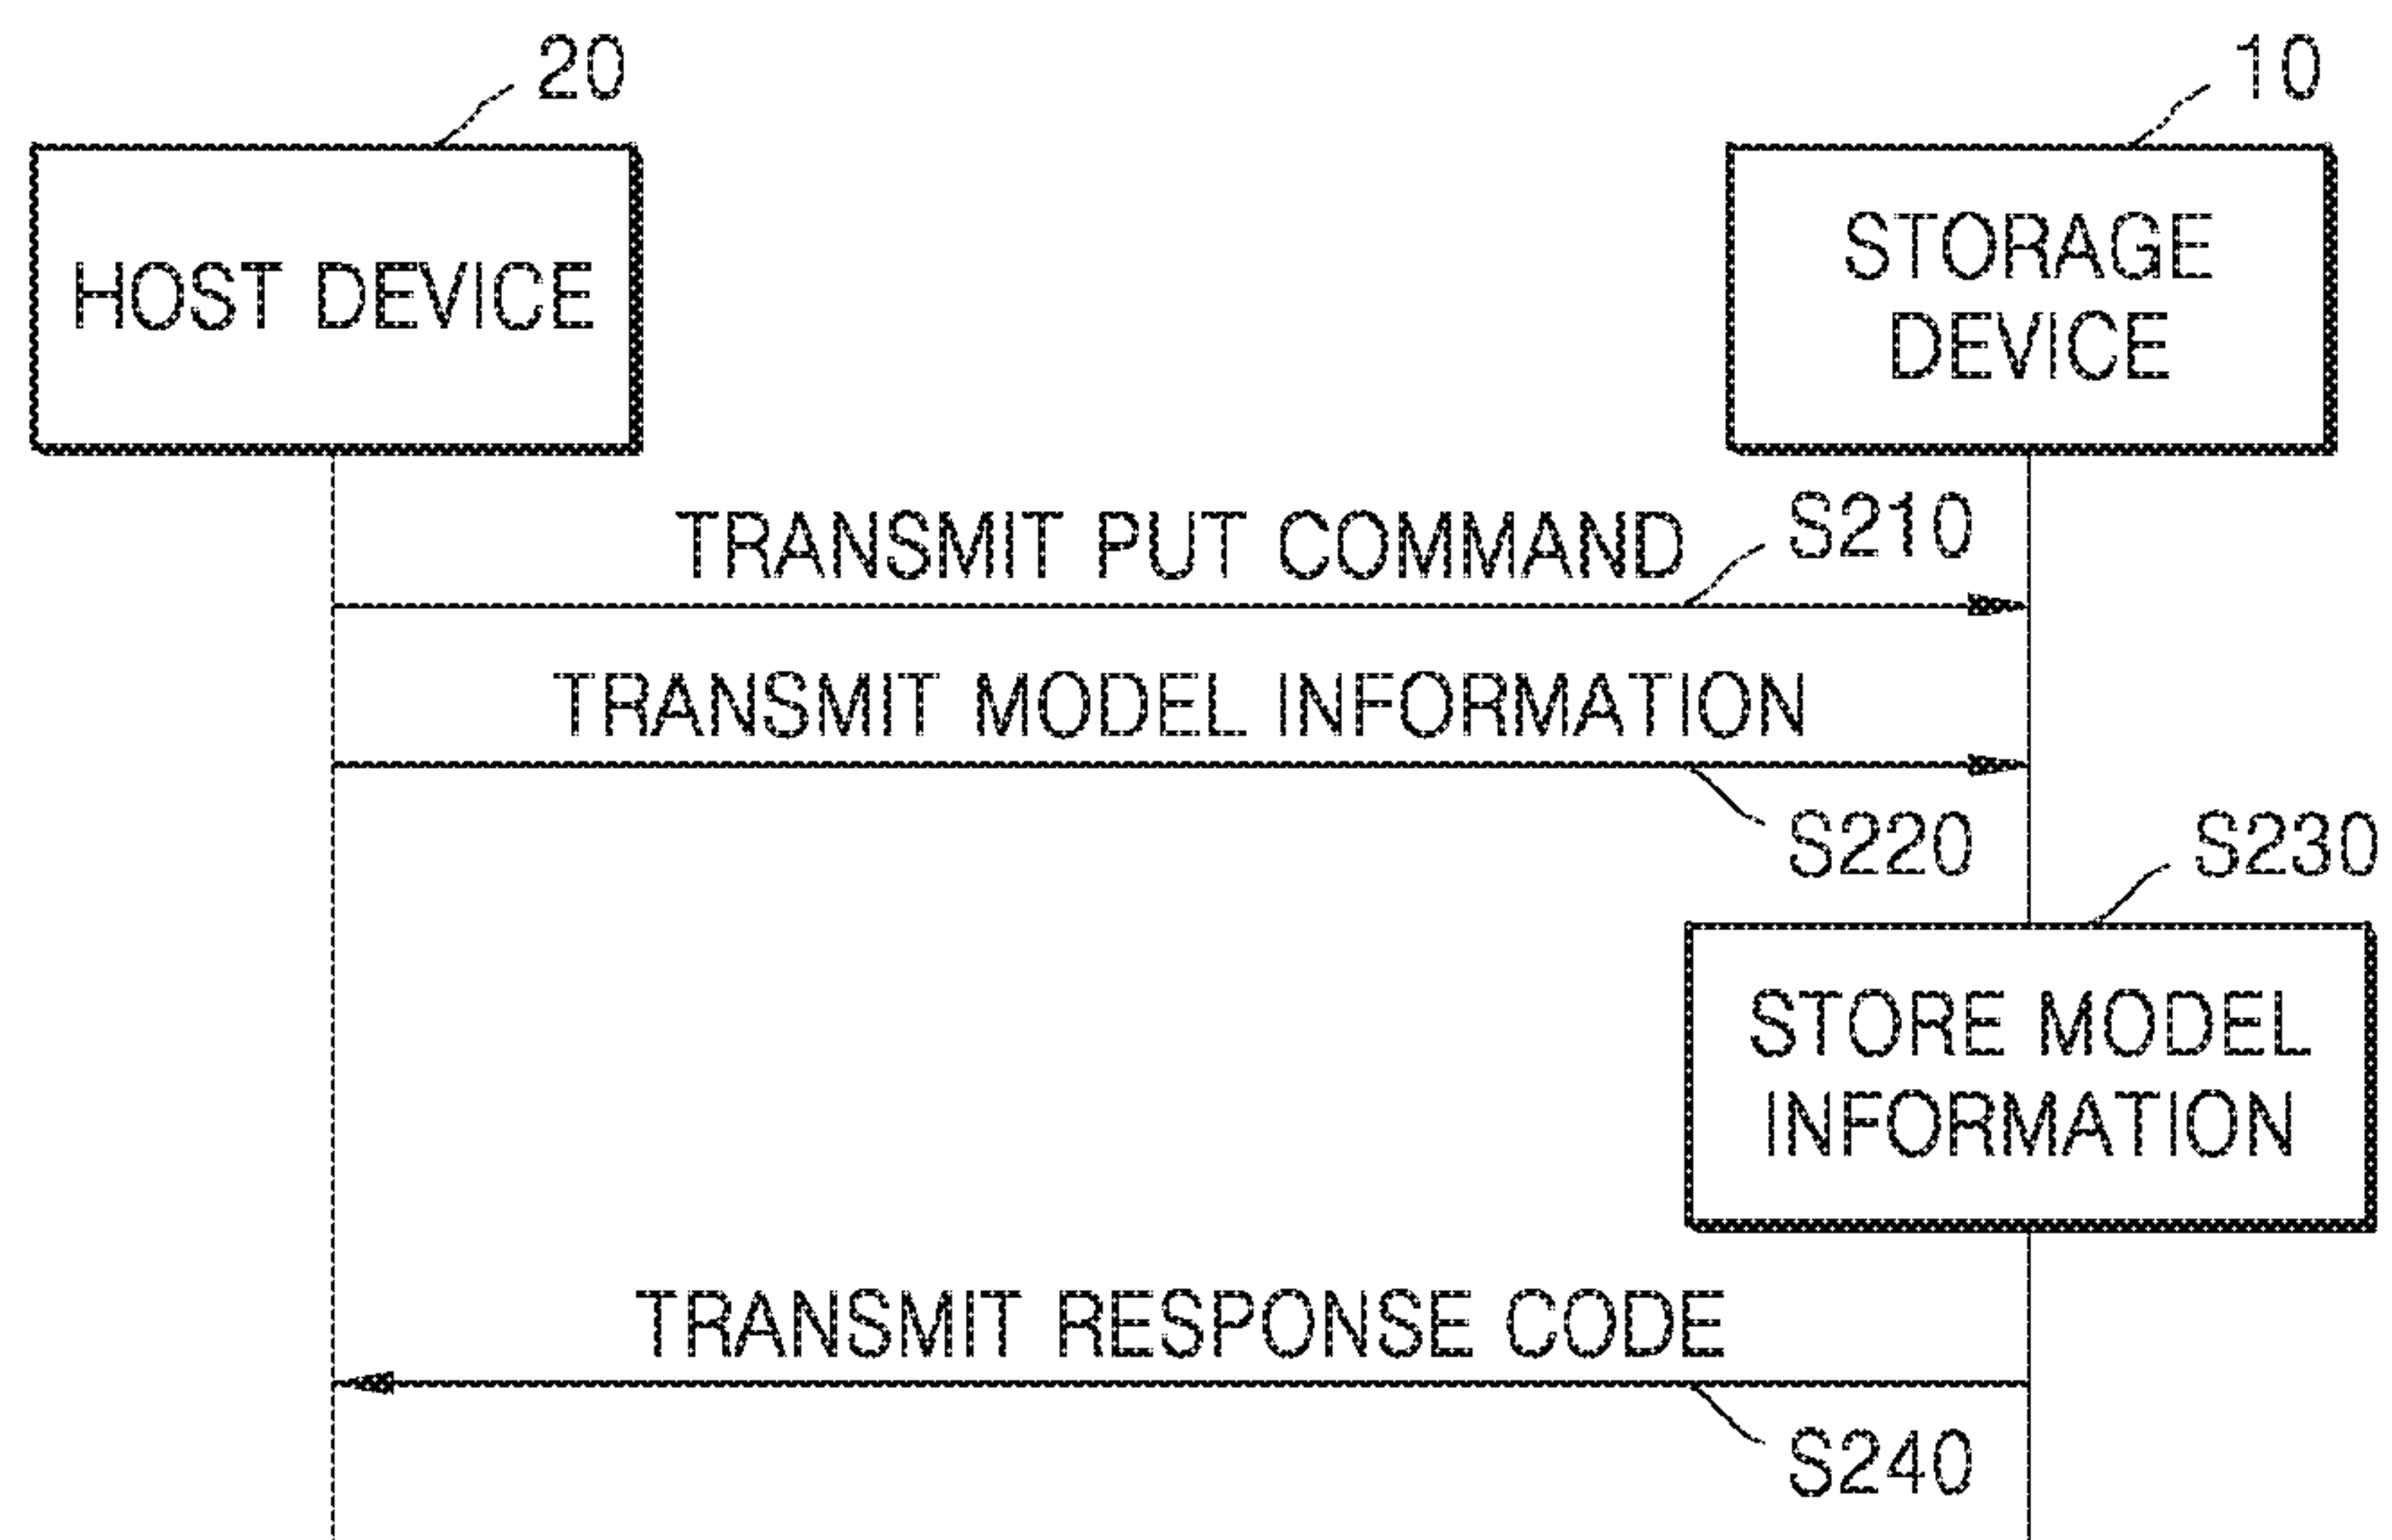 20
10
HOST DEVICE
STORAGE
DEVICE
TRANSMIT PUT COMMAND
S210
TRANSMIT MODEL INFORMATION
S220
S230
STORE MODEL
INFORMATION
TRANSMIT RESPONSE CODE
S240